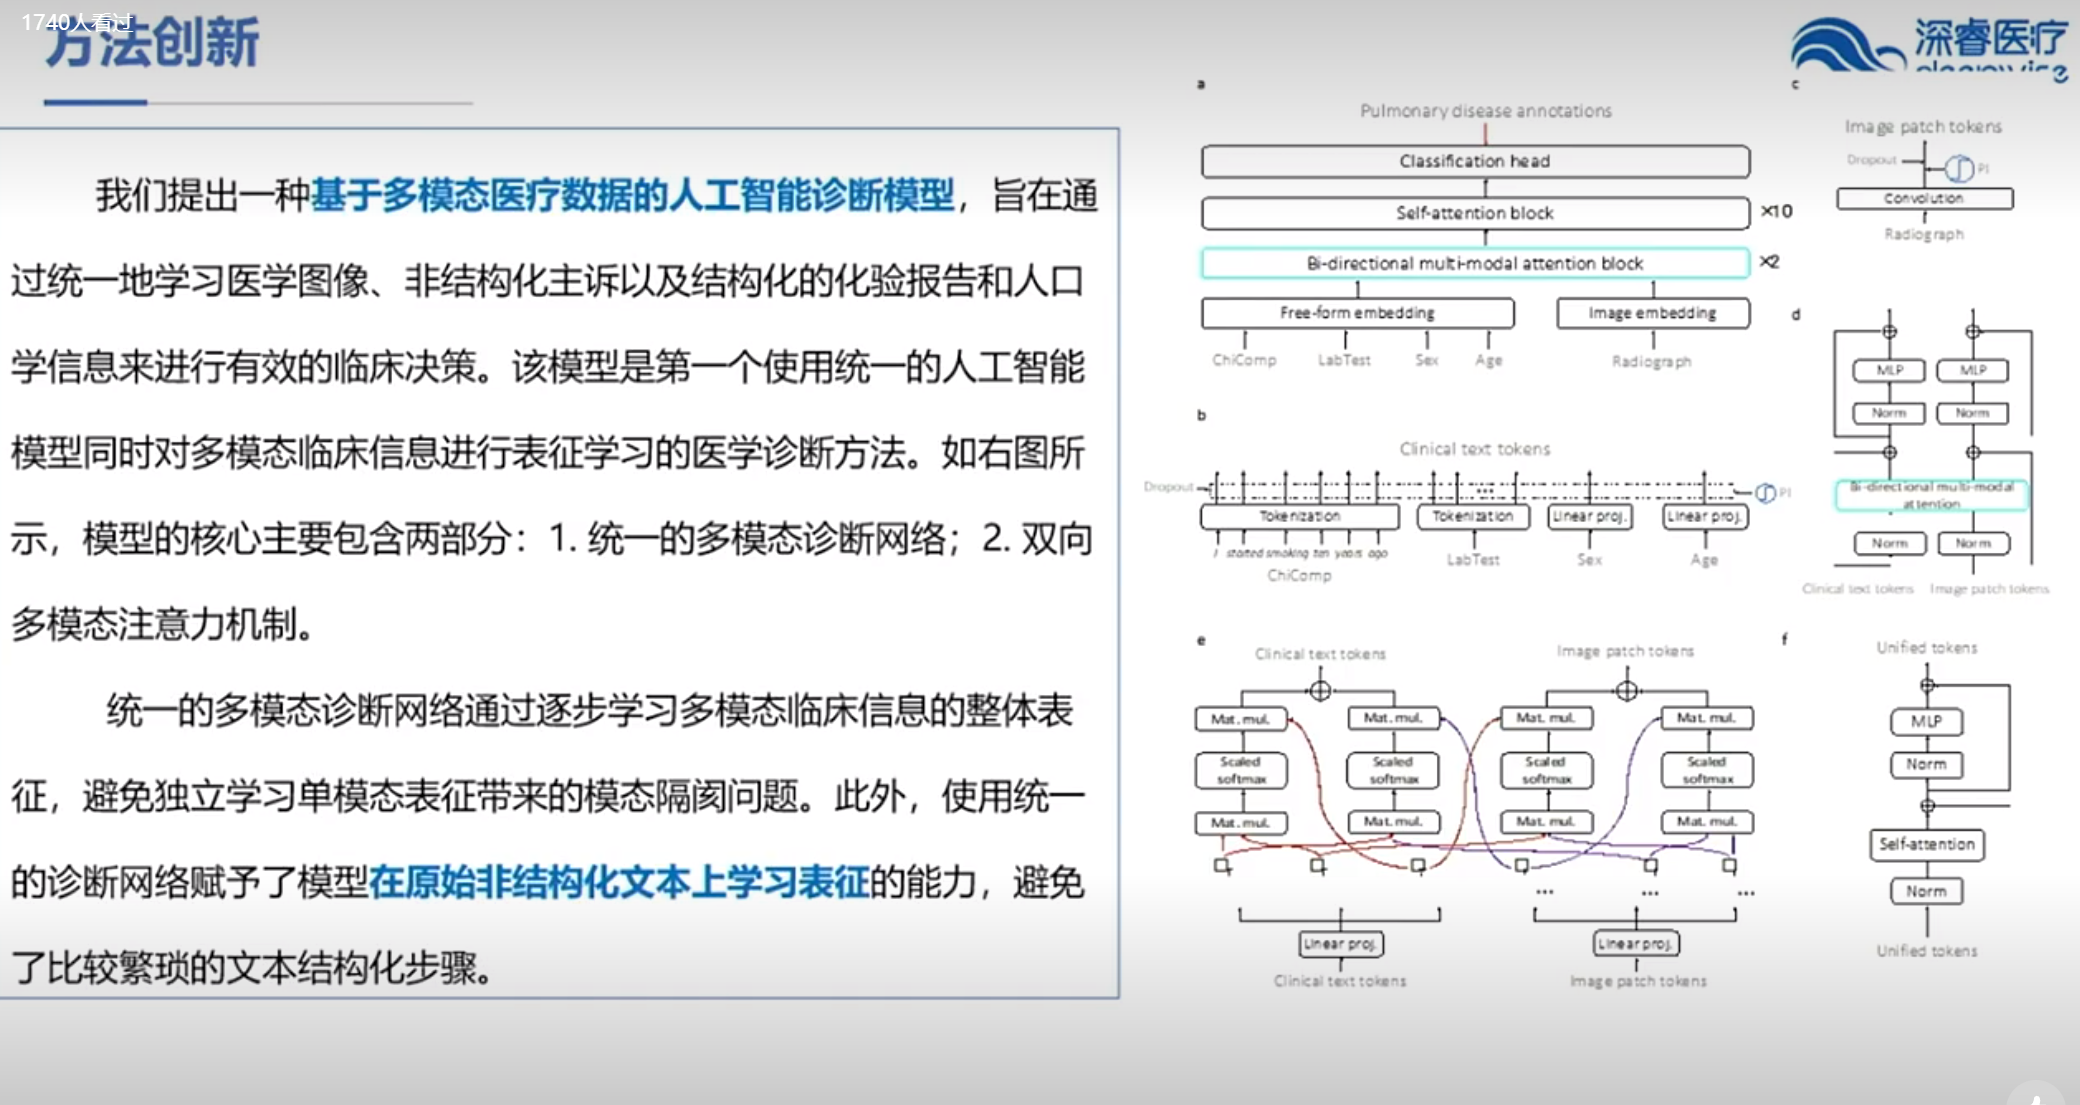 1740人看过
方法创新
深睿医疗
我们提出一种基于多模态医疗数据的人工智能诊断模型，旨在通
过统一地学习医学图像、非结构化主诉以及结构化的化验报告和人口
学信息来进行有效的临床决策。该模型是第一个使用统一的人工智能
模型同时对多模态临床信息进行表征学习的医学诊断方法。如右图所
示，模型的核心主要包含两部分：1. 统一的多模态诊断网络；2. 双向
多模态注意力机制。
统一的多模态诊断网络通过逐步学习多模态临床信息的整体表
征，避免独立学习单模态表征带来的模态隔阂问题。此外，使用统一
的诊断网络赋予了模型在原始非结构化文本上学习表征的能力，避免
了比较繁琐的文本结构化步骤。
a
Pulmonary disease annotations
Classification head
Self-attention block ×10
Bi-directional multi-modal attention block ×2
Free-form embedding Image embedding
ChiComp LabTest Sex Age Radiograph
b
Clinical text tokens
Dropout ... PI
Tokenization Tokenization Linear proj. Linear proj.
I started smoking ten years ago
LabTest Sex Age
ChiComp
c
Image patch tokens
Dropout PI
Convolution
Radiograph
d
MLP MLP
Norm Norm
Bi-directional multi-modal
attention
Norm Norm
Clinical text tokens Image patch tokens
e
Clinical text tokens Image patch tokens
Mat. mul. Mat. mul. Mat. mul. Mat. mul.
Scaled Scaled Scaled Scaled
softmax softmax softmax softmax
Mat. mul. Mat. mul. Mat. mul. Mat. mul.
... ... ...
Linear proj. Linear proj.
Clinical text tokens Image patch tokens
f
Unified tokens
MLP
Norm
Self-attention
Norm
Unified tokens